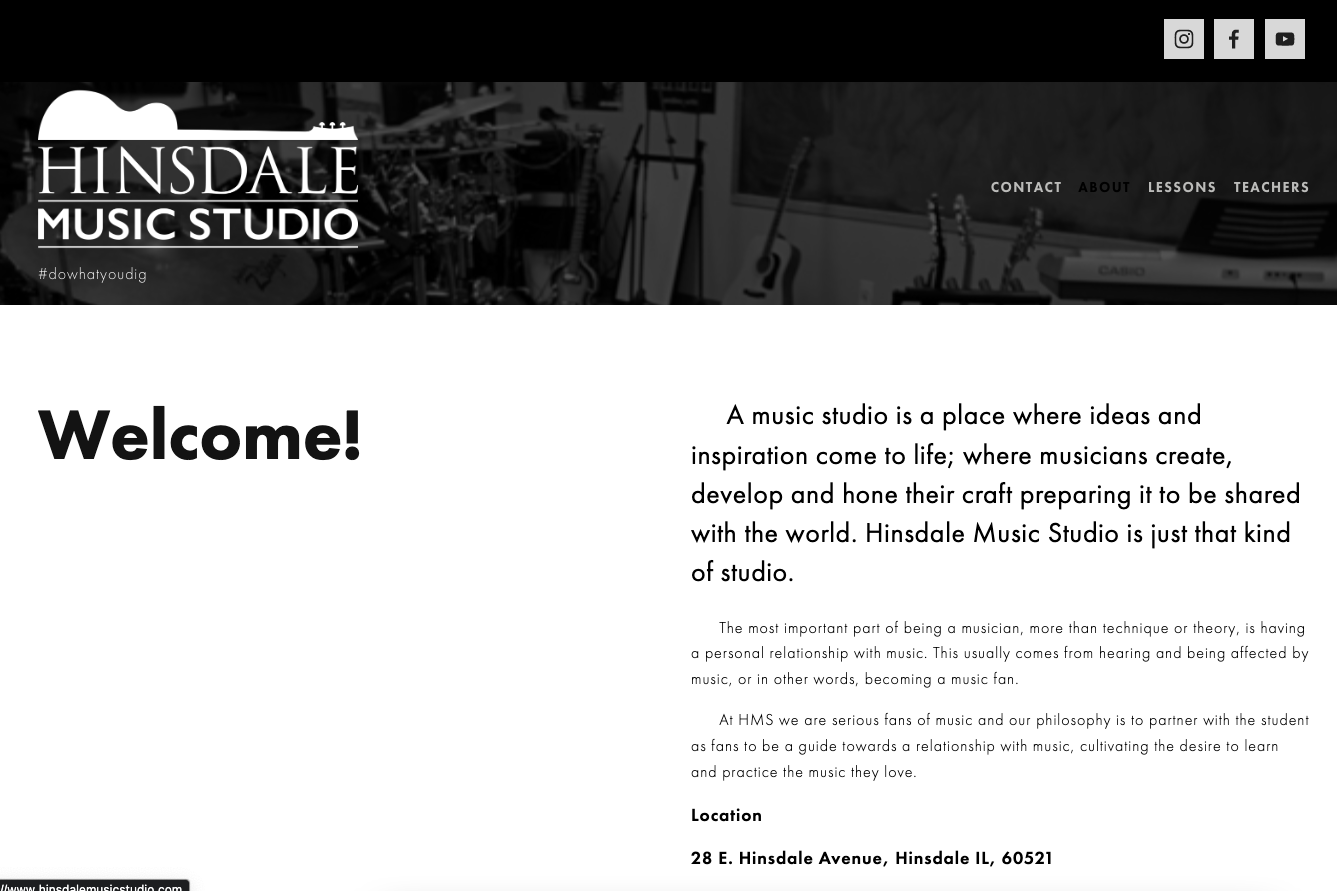 HINSDALE
MUSIC STUDIO
#dowhatyoudig
CONTACT ABOUT LESSONS TEACHERS
CASIO
Welcome!
A music studio is a place where ideas and
inspiration come to life; where musicians create,
develop and hone their craft preparing it to be shared
with the world. Hinsdale Music Studio is just that kind
of studio.
The most important part of being a musician, more than technique or theory, is having
a personal relationship with music. This usually comes from hearing and being affected by
music, or in other words, becoming a music fan.
At HMS we are serious fans of music and our philosophy is to partner with the student
as fans to be a guide towards a relationship with music, cultivating the desire to learn
and practice the music they love.
Location
28 E. Hinsdale Avenue, Hinsdale IL, 60521
//www.hinsdalemusicstudio.com